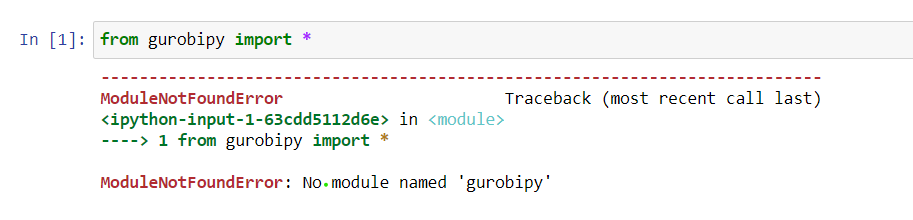 In [1]: from gurobipy import *
---------------------------------------------------------------------------
ModuleNotFoundError                       Traceback (most recent call last)
<ipython-input-1-63cdd5112d6e> in <module>
----> 1 from gurobipy import *

ModuleNotFoundError: No module named 'gurobipy'